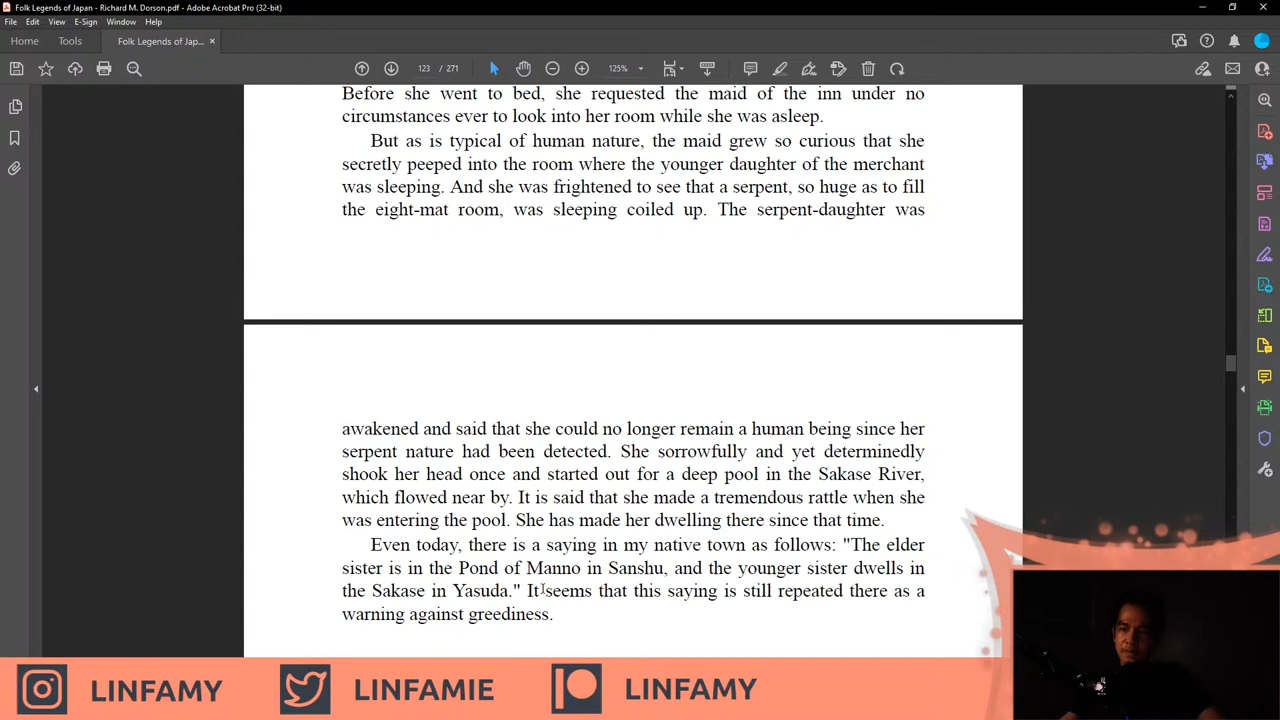 Folk Legends of Japan - Richard M. Dorson.pdf - Adobe Acrobat Pro (32-bit)
File Edit View E-Sign Window Help
Home Tools Folk Legends of Jap... ×
123 / 271 125%
Before she went to bed, she requested the maid of the inn under no
circumstances ever to look into her room while she was asleep.
But as is typical of human nature, the maid grew so curious that she
secretly peeped into the room where the younger daughter of the merchant
was sleeping. And she was frightened to see that a serpent, so huge as to fill
the eight-mat room, was sleeping coiled up. The serpent-daughter was
awakened and said that she could no longer remain a human being since her
serpent nature had been detected. She sorrowfully and yet determinedly
shook her head once and started out for a deep pool in the Sakase River,
which flowed near by. It is said that she made a tremendous rattle when she
was entering the pool. She has made her dwelling there since that time.
Even today, there is a saying in my native town as follows: "The elder
sister is in the Pond of Manno in Sanshu, and the younger sister dwells in
the Sakase in Yasuda." It seems that this saying is still repeated there as a
warning against greediness.
LINFAMY LINFAMIE LINFAMY